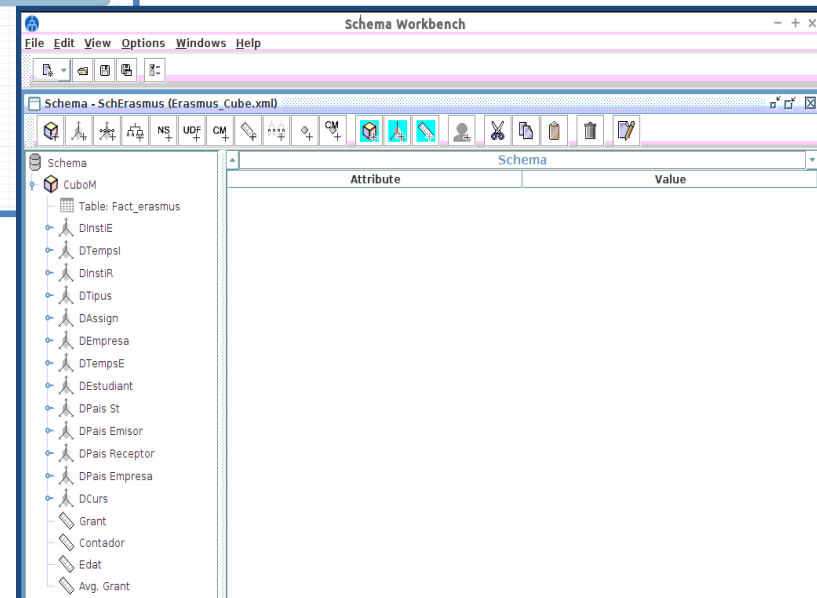 Schema Workbench
File Edit View Options Windows Help
Schema - SchErasmus (Erasmus_Cube.xml)
NS UDF CM CM
Schema
Schema
Attribute Value
CuboM
Table: Fact_erasmus
DInstiE
DTempsI
DInstiR
DTipus
DAssign
DEmpresa
DTempsE
DEstudiant
DPais St
DPais Emisor
DPais Receptor
DPais Empresa
DCurs
Grant
Contador
Edat
Avg. Grant